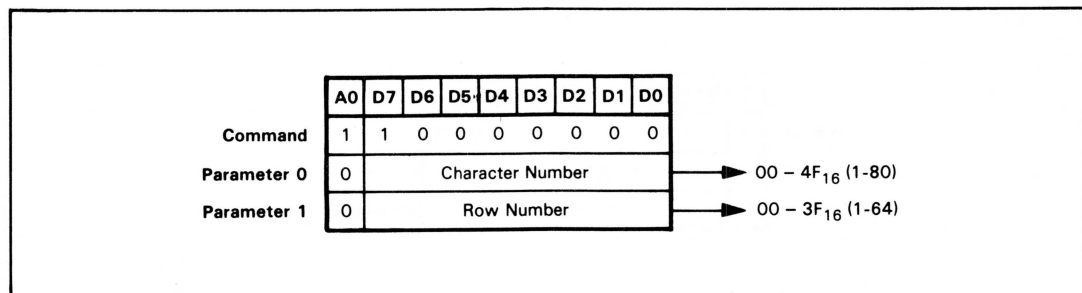 A0 D7 D6 D5 D4 D3 D2 D1 D0
Command 1 1 0 0 0 0 0 0 0
Parameter 0 0 Character Number 00 – 4F16 (1-80)
Parameter 1 0 Row Number 00 – 3F16 (1-64)